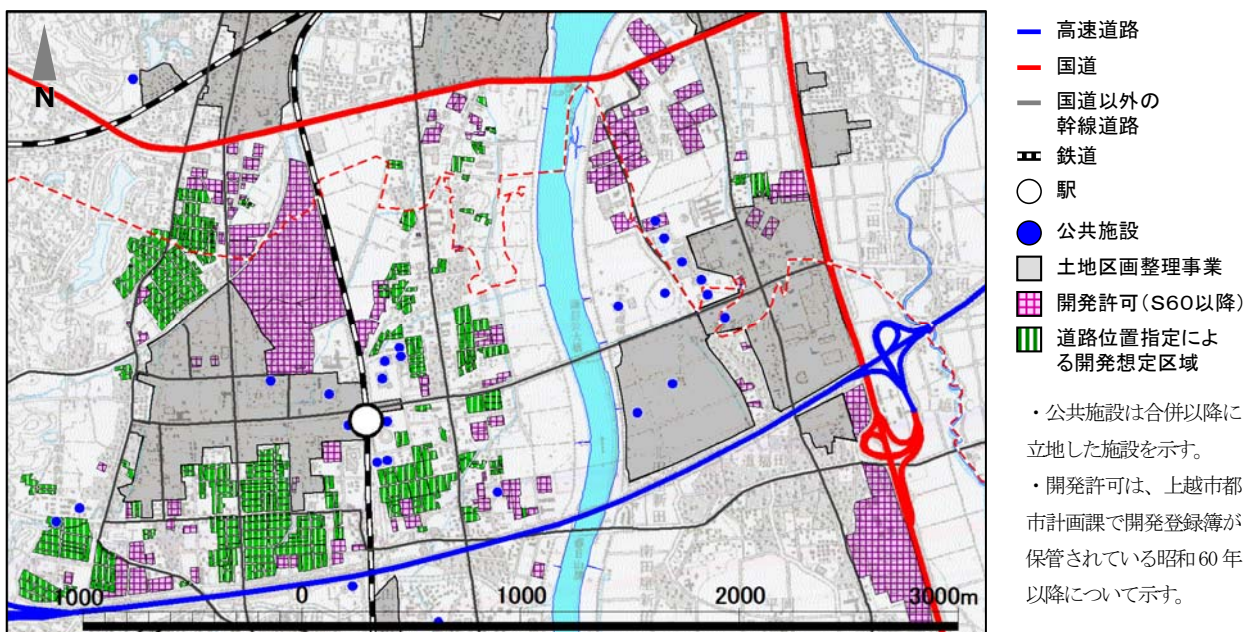 N
1000 0 1000 2000 3000m
高速道路
国道
国道以外の
幹線道路
鉄道
駅
公共施設
土地区画整理事業
開発許可(S60以降)
道路位置指定によ
る開発想定区域
・公共施設は合併以降に
立地した施設を示す。
・開発許可は、上越市都
市計画課で開発登録簿が
保管されている昭和 60 年
以降について示す。